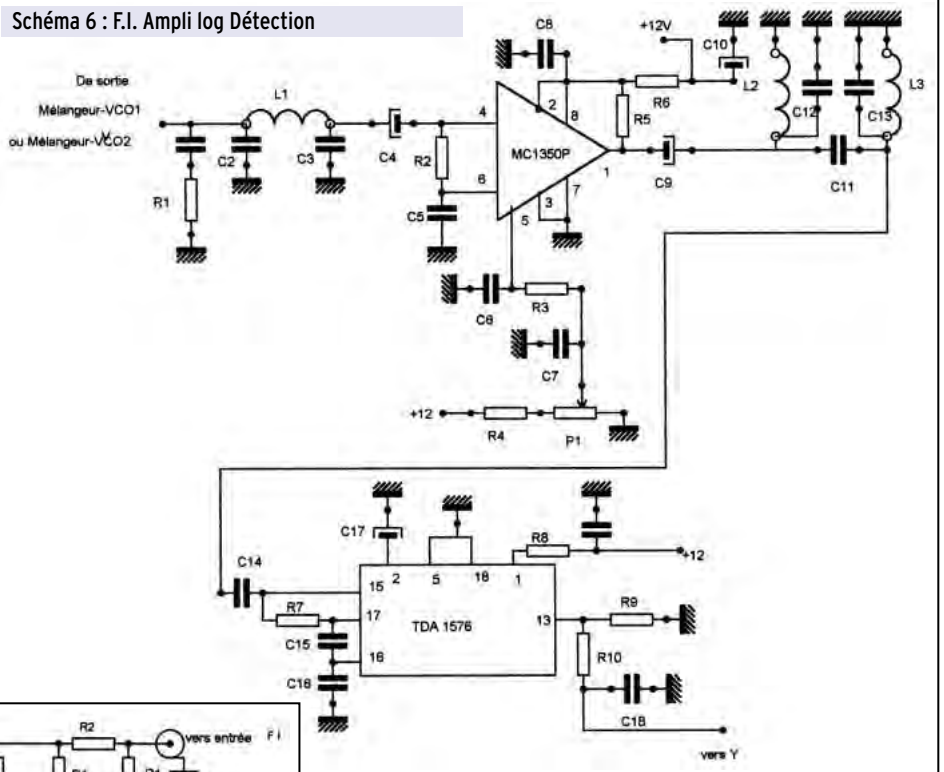 Schéma 6 : F.I. Ampli log Détection
De sortie
Mélangeur-VCO1
ou Mélangeur-VCO2
R1
C2
L1
C3
C4
R2
C5
4
6
MC1350P
2
8
1
7
3
5
C8
+12V
R6
R5
C10
C9
L2
C12
C13
L3
C11
C6
R3
C7
+12
R4
P1
C14
R7
C15
C16
C17
15
17
16
2
5
18
1
13
TDA 1576
R8
+12
R9
R10
C18
vers Y
R2
vers entrée F I